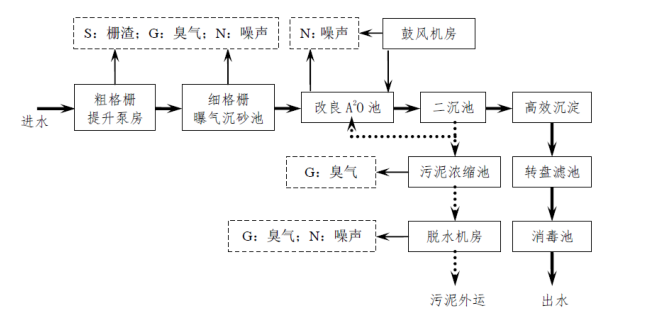 S：栅渣；G：臭气；N：噪声
N：噪声
鼓风机房
进水
粗格栅
提升泵房
细格栅
曝气沉砂池
改良 A²O 池
二沉池
高效沉淀
G：臭气
污泥浓缩池
转盘滤池
G：臭气；N：噪声
脱水机房
消毒池
污泥外运
出水